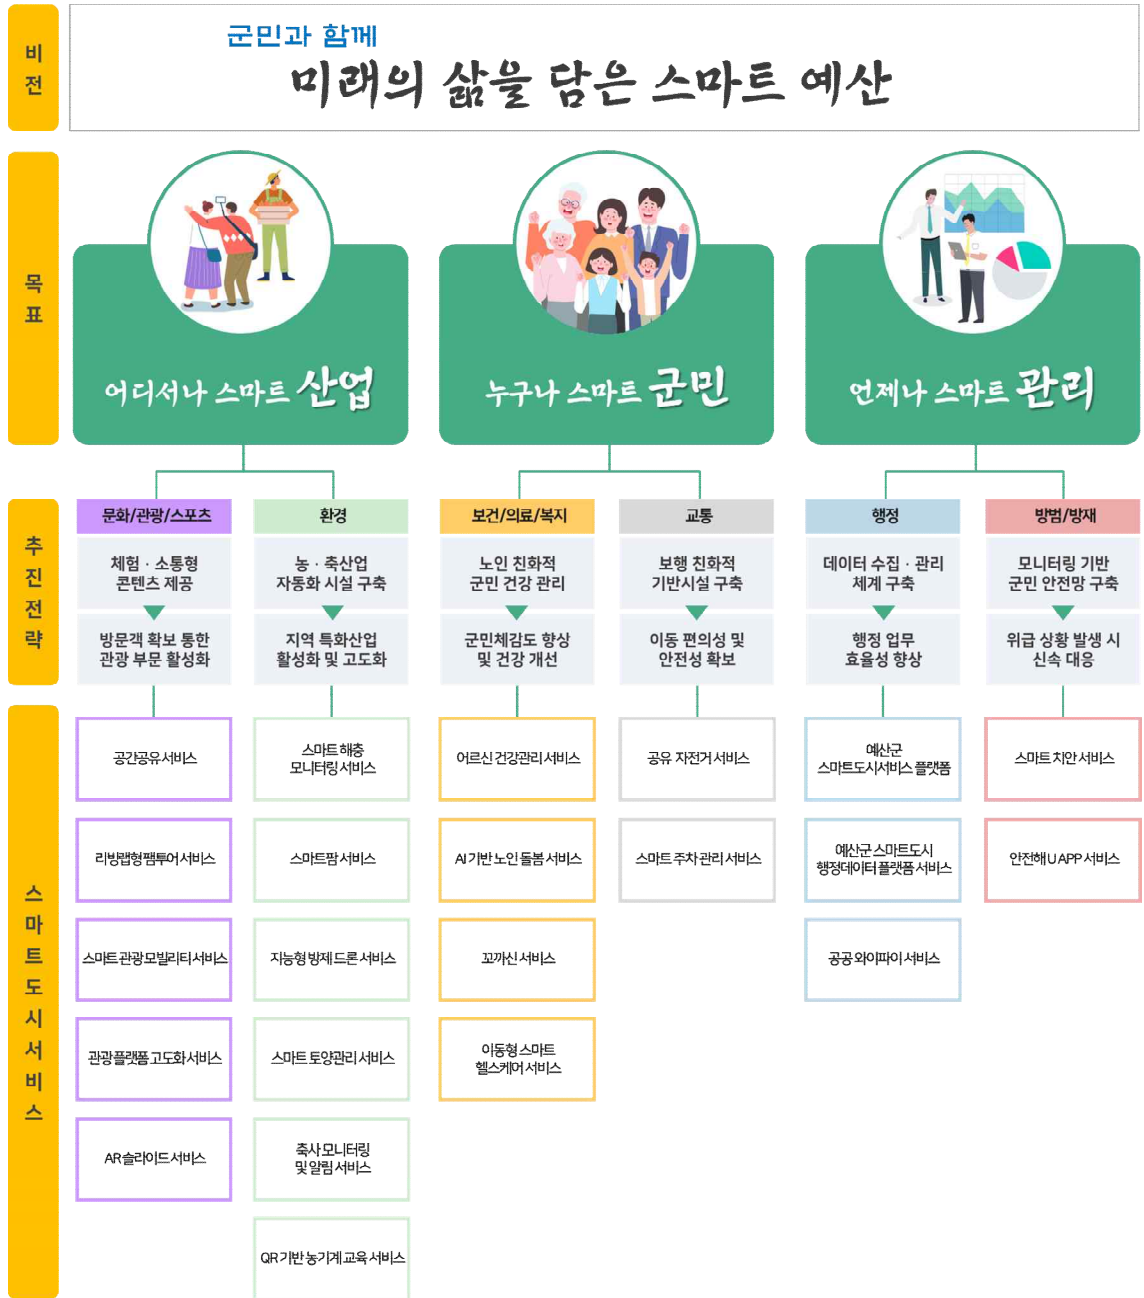 비전
군민과 함께
미래의 삶을 담은 스마트 예산
목표
어디서나 스마트 산업
누구나 스마트 군민
언제나 스마트 관리
추진전략
문화/관광/스포츠
체험 · 소통형
콘텐츠 제공
방문객 확보 통한
관광 부문 활성화
환경
농 · 축산업
자동화 시설 구축
지역 특화산업
활성화 및 고도화
보건/의료/복지
노인 친화적
군민 건강 관리
군민체감도 향상
및 건강 개선
교통
보행 친화적
기반시설 구축
이동 편의성 및
안전성 확보
행정
데이터 수집 · 관리
체계 구축
행정 업무
효율성 향상
방범/방재
모니터링 기반
군민 안전망 구축
위급 상황 발생 시
신속 대응
스마트도시서비스
공간공유 서비스
리빙랩형 팸투어 서비스
스마트 관광 모빌리티 서비스
관광 플랫폼 고도화 서비스
AR 슬라이드 서비스
스마트 해충
모니터링 서비스
스마트팜 서비스
지능형 방제 드론 서비스
스마트 토양관리 서비스
축사 모니터링
및 알림 서비스
QR 기반 농기계 교육 서비스
어르신 건강관리 서비스
AI 기반 노인 돌봄 서비스
꼬까신 서비스
이동형 스마트
헬스케어 서비스
공유 자전거 서비스
스마트 주차 관리 서비스
예산군
스마트도시서비스 플랫폼
예산군 스마트도시
행정데이터 플랫폼 서비스
공공 와이파이 서비스
스마트 치안 서비스
안전해 U APP 서비스